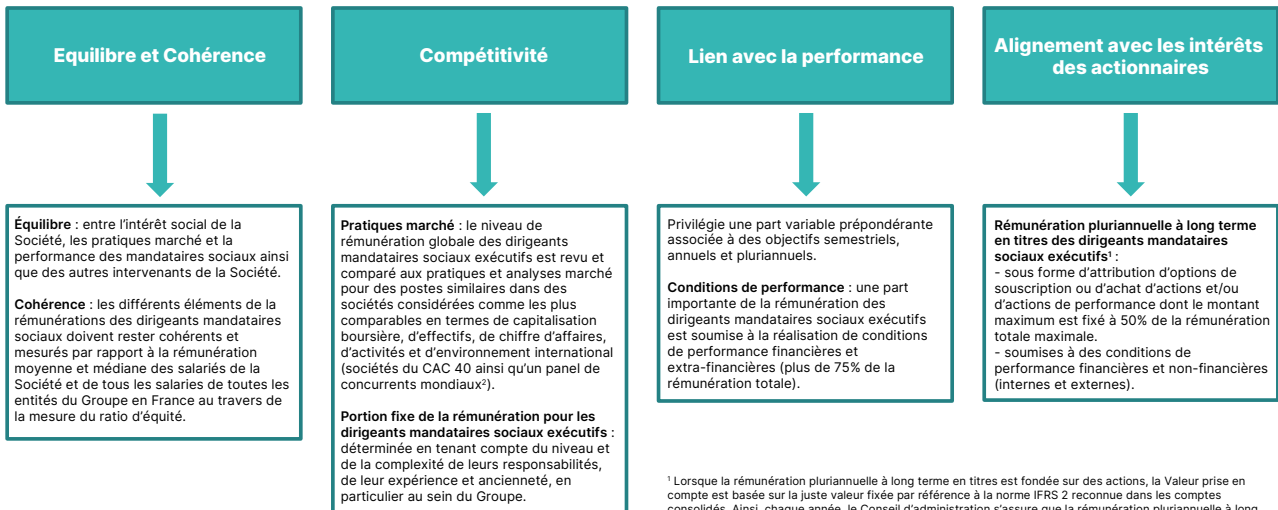 Equilibre et Cohérence
Compétitivité
Lien avec la performance
Alignement avec les intérêts
des actionnaires
Équilibre : entre l'intérêt social de la
Société, les pratiques marché et la
performance des mandataires sociaux ainsi
que des autres intervenants de la Société.
Cohérence : les différents éléments de la
rémunérations des dirigeants mandataires
sociaux doivent rester cohérents et
mesurés par rapport à la rémunération
moyenne et médiane des salariés de la
Société et de tous les salaries de toutes les
entités du Groupe en France au travers de
la mesure du ratio d'équité.
Pratiques marché : le niveau de
rémunération globale des dirigeants
mandataires sociaux exécutifs est revu et
comparé aux pratiques et analyses marché
pour des postes similaires dans des
sociétés considérées comme les plus
comparables en termes de capitalisation
boursière, d'effectifs, de chiffre d'affaires,
d'activités et d'environnement international
(sociétés du CAC 40 ainsi qu'un panel de
concurrents mondiaux²).
Portion fixe de la rémunération pour les
dirigeants mandataires sociaux exécutifs :
déterminée en tenant compte du niveau et
de la complexité de leurs responsabilités,
de leur expérience et ancienneté, en
particulier au sein du Groupe.
Privilégie une part variable prépondérante
associée à des objectifs semestriels,
annuels et pluriannuels.
Conditions de performance : une part
importante de la rémunération des
dirigeants mandataires sociaux exécutifs
est soumise à la réalisation de conditions
de performance financières et
extra-financières (plus de 75% de la
rémunération totale).
Rémunération pluriannuelle à long terme
en titres des dirigeants mandataires
sociaux exécutifs¹ :
- sous forme d'attribution d'options de
souscription ou d'achat d'actions et/ou
d'actions de performance dont le montant
maximum est fixé à 50% de la rémunération
totale maximale.
- soumises à des conditions de
performance financières et non-financières
(internes et externes).
¹ Lorsque la rémunération pluriannuelle à long terme en titres est fondée sur des actions, la Valeur prise en
compte est basée sur la juste valeur fixée par référence à la norme IFRS 2 reconnue dans les comptes
consolidés. Ainsi, chaque année, le Conseil d'administration s'assure que la rémunération pluriannuelle à long